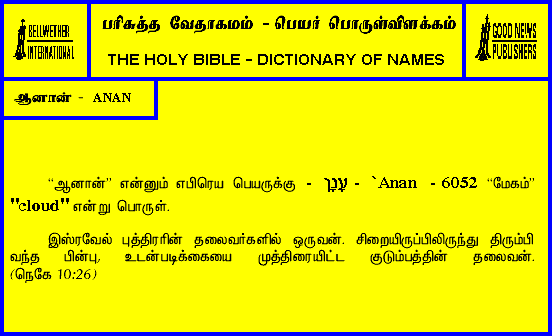 BELLWETHER
INTERNATIONAL
பரிசுத்த வேதாகமம் - பெயர் பொருள்விளக்கம்
THE HOLY BIBLE - DICTIONARY OF NAMES
GOOD NEWS
PUBLISHERS
ஆனான் - ANAN
“ஆனான்” என்னும் எபிரெய பெயருக்கு - עָנָן - `Anan - 6052 “மேகம்”
"cloud" என்று பொருள்.
இஸ்ரவேல் புத்திரரின் தலைவர்களில் ஒருவன். சிறையிருப்பிலிருந்து திரும்பி
வந்த பின்பு, உடன்படிக்கையை முத்திரையிட்ட குடும்பத்தின் தலைவன்.
(நெகே 10:26)